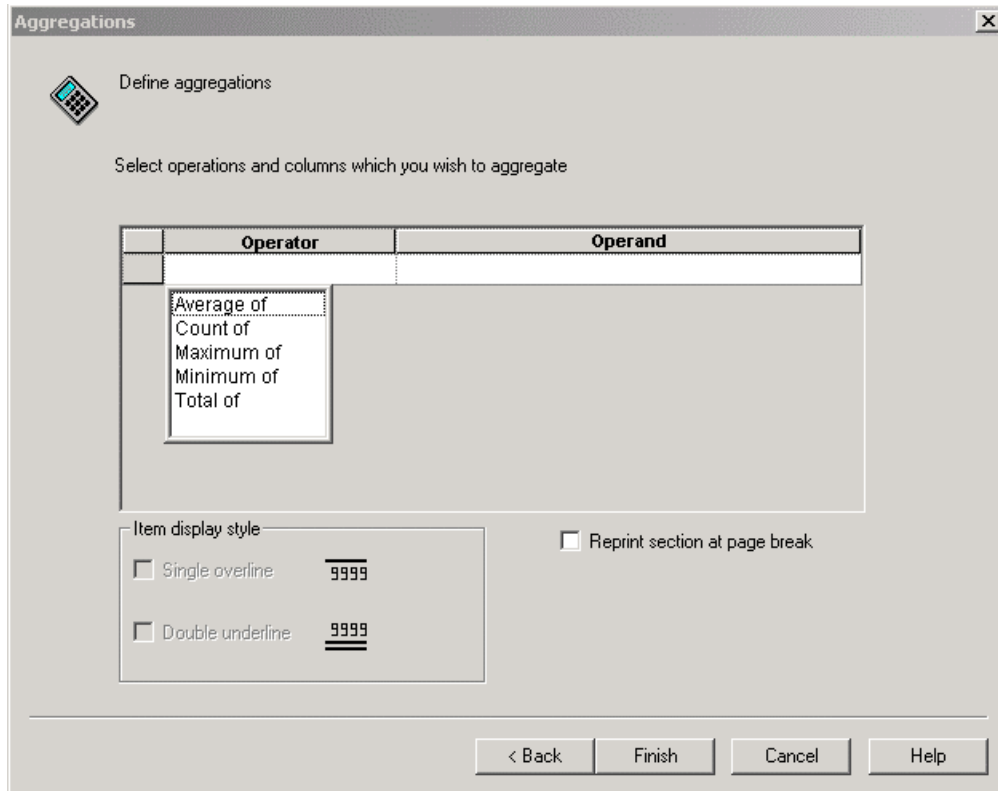 Aggregations
Define aggregations
Select operations and columns which you wish to aggregate
Operator Operand
Average of
Count of
Maximum of
Minimum of
Total of
Item display style
Single overline 9999
Double underline 9999
Reprint section at page break
< Back Finish Cancel Help